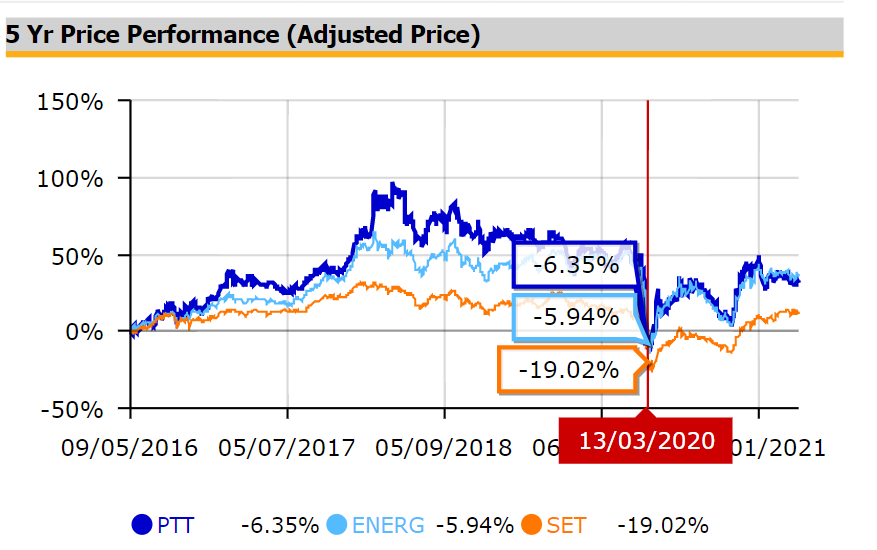 5 Yr Price Performance (Adjusted Price)
150%
100%
50%
0%
-50%
-6.35%
-5.94%
-19.02%
09/05/2016 05/07/2017 05/09/2018 06 13/03/2020 01/2021
PTT -6.35% ENERG -5.94% SET -19.02%